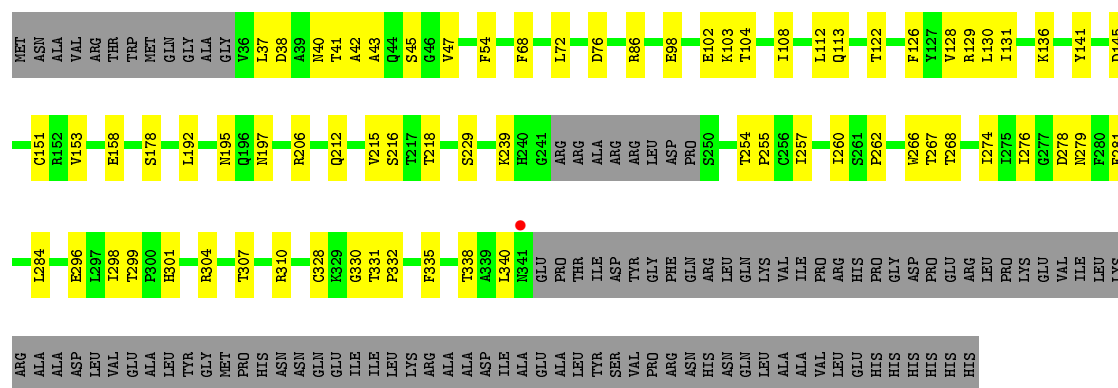 MET ASN ALA VAL ARG THR TRP MET GLN GLY ALA GLY V36 L37 D38 A39 N40 T41 A42 A43 Q44 S45 G46 V47 F54 F68 L72 D76 R86 E98 E102 K103 T104 I108 L112 Q113 T122 F126 Y127 V128 R129 L130 I131 K136 Y141 D145
C151 R152 V153 E158 S178 L192 N195 Q196 N197 R206 Q212 V215 S216 T217 T218 S229 K239 H240 G241 ARG ARG ALA ARG ARG LEU ASP PRO S250 T254 P255 C256 I257 I260 S261 P262 W266 T267 T268 I274 I275 I276 G277 D278 N279 F280
L284 E296 L297 I298 T299 P300 H301 R304 T307 R310 C328 K329 G330 T331 P332 F335 T338 A339 L340 N341 GLU PRO THR ILE ASP TYR GLY PHE GLN ARG LEU GLN LYS VAL ILE PRO ARG HIS PRO GLY ASP PRO GLU ARG LEU PRO LYS GLU VAL ILE LEU LYS
ARG ALA ALA ASP LEU VAL GLU ALA LEU TYR GLY MET PRO HIS ASN ASN GLN GLU ILE ILE LEU LYS ARG ALA ALA ASP ILE ALA GLU ALA LEU TYR SER VAL PRO ARG ASN HIS ASN GLN LEU ALA ALA VAL LEU GLU HIS HIS HIS HIS HIS HIS